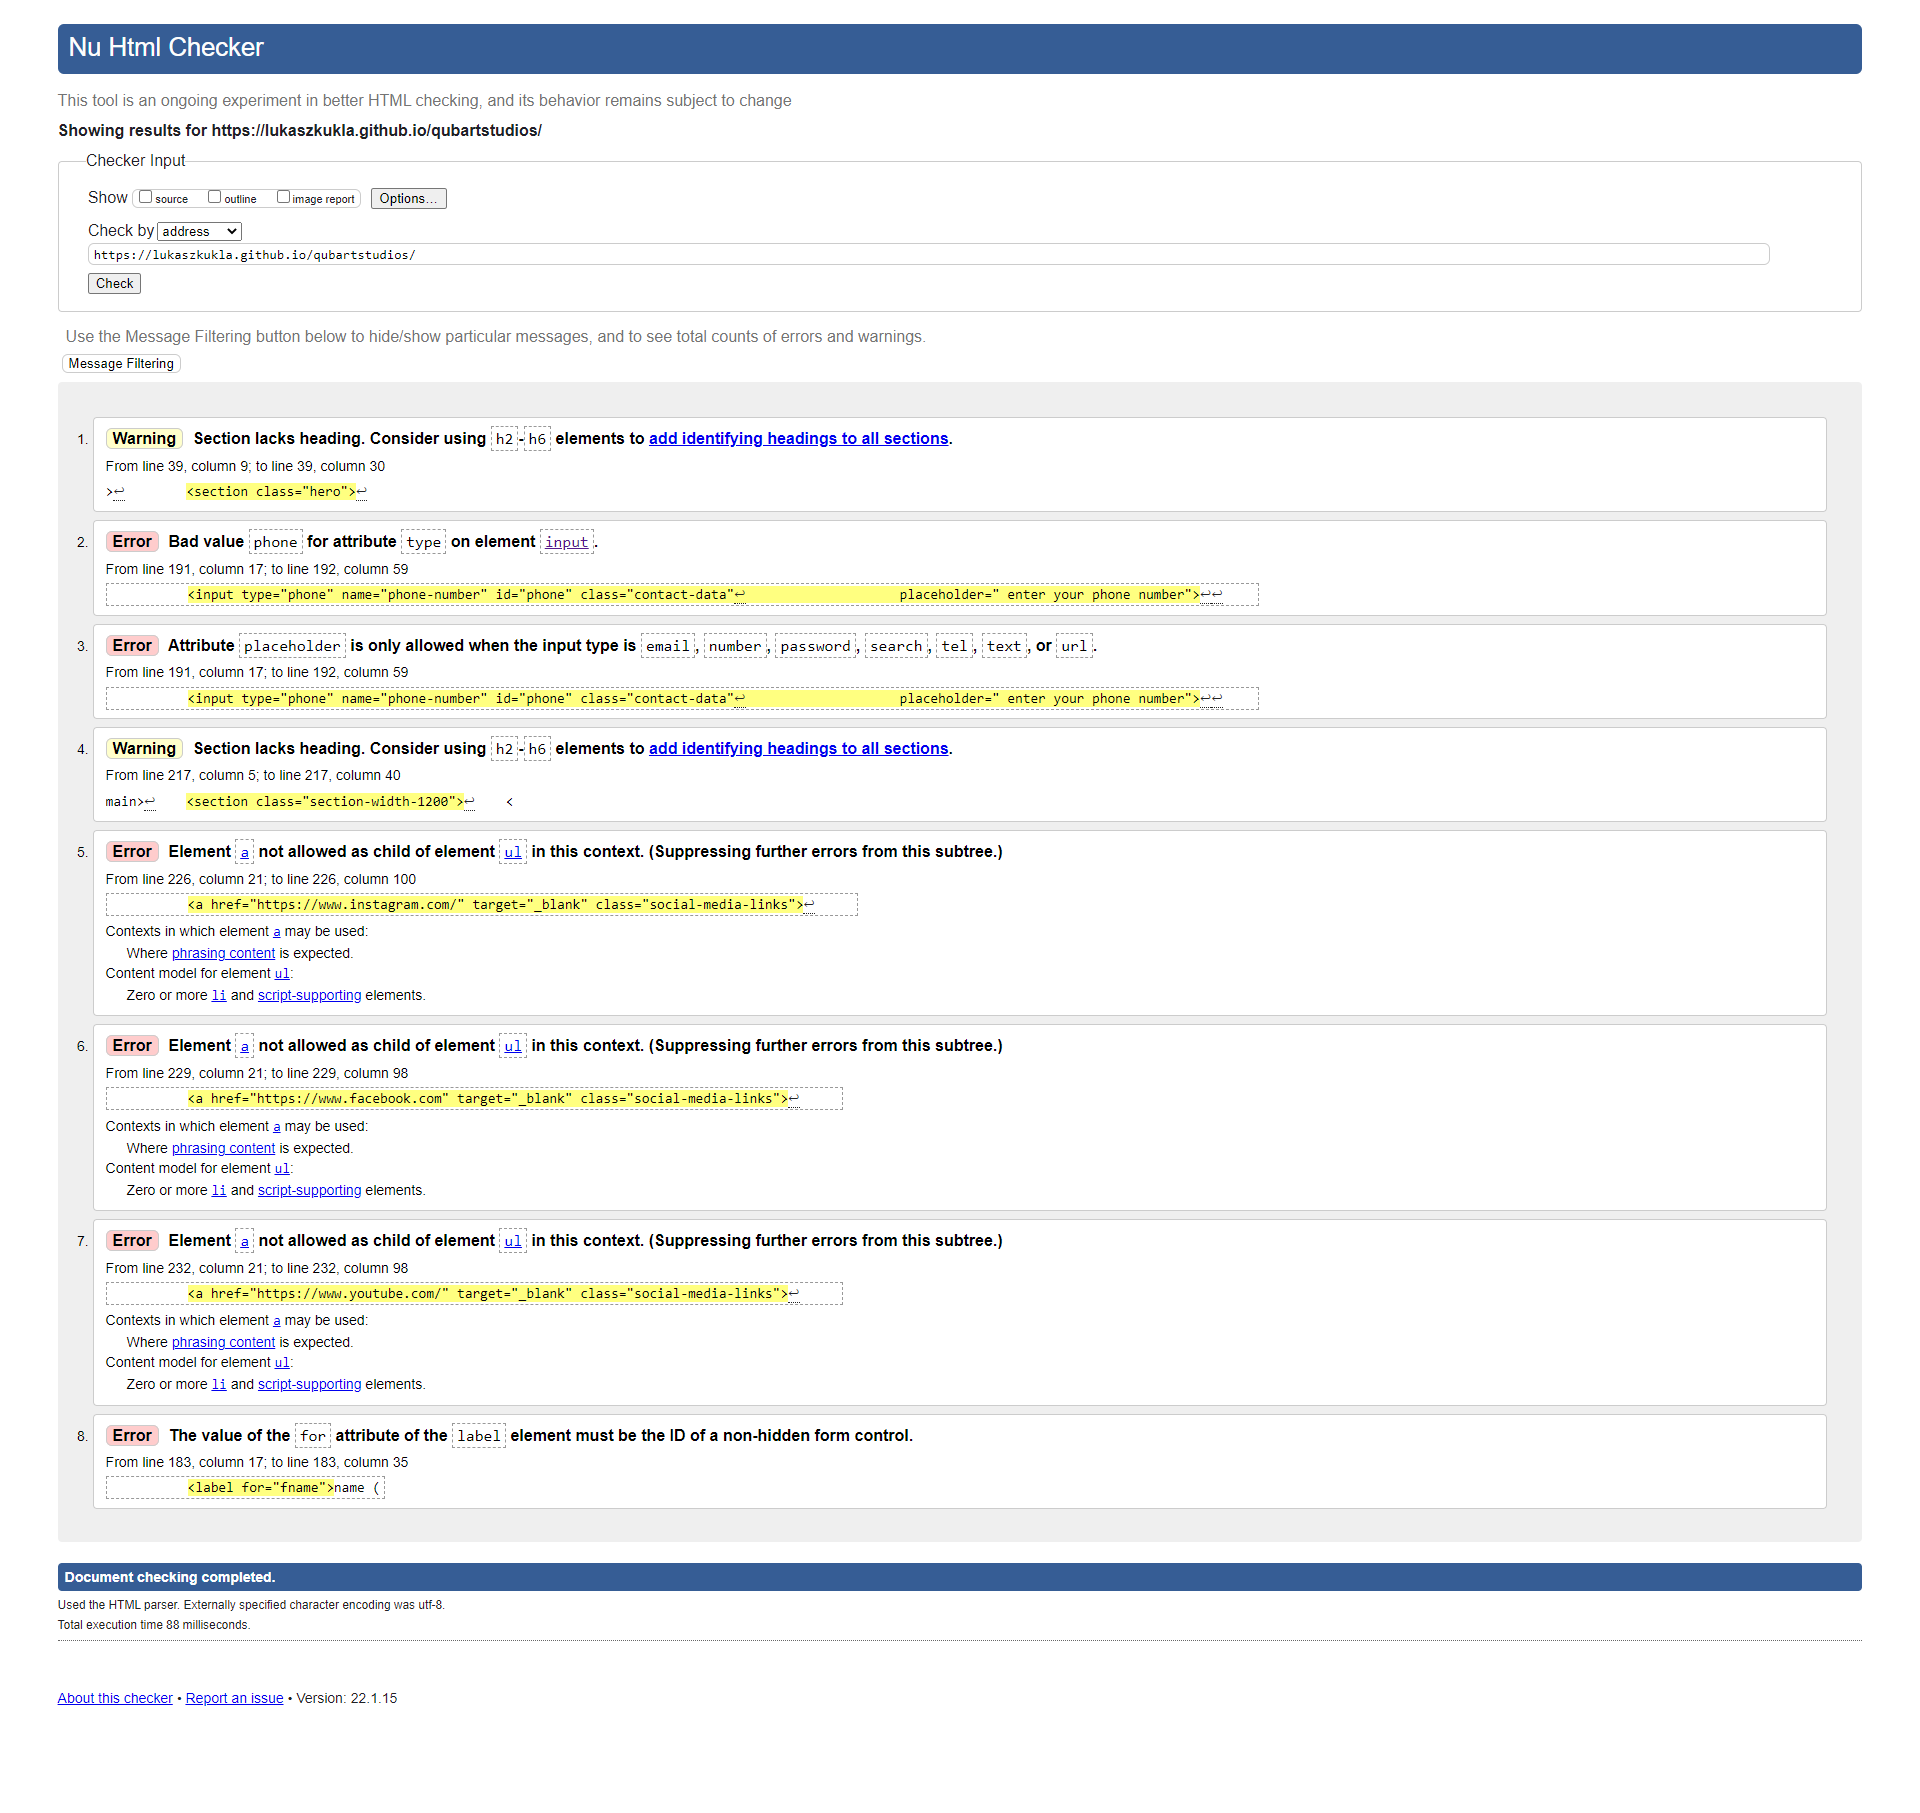 Nu Html Checker
This tool is an ongoing experiment in better HTML checking, and its behavior remains subject to change
Showing results for https://lukaszkukla.github.io/qubartstudios/
Checker Input
Show source outline image report Options...
Check by address
https://lukaszkukla.github.io/qubartstudios/
Check
Use the Message Filtering button below to hide/show particular messages, and to see total counts of errors and warnings.
Message Filtering
1. Warning Section lacks heading. Consider using h2-h6 elements to add identifying headings to all sections.
From line 39, column 9; to line 39, column 30
>↩ <section class="hero">↩
2. Error Bad value phone for attribute type on element input.
From line 191, column 17; to line 192, column 59
<input type="phone" name="phone-number" id="phone" class="contact-data"↩ placeholder=" enter your phone number">↩↩
3. Error Attribute placeholder is only allowed when the input type is email, number, password, search, tel, text, or url.
From line 191, column 17; to line 192, column 59
<input type="phone" name="phone-number" id="phone" class="contact-data"↩ placeholder=" enter your phone number">↩↩
4. Warning Section lacks heading. Consider using h2-h6 elements to add identifying headings to all sections.
From line 217, column 5; to line 217, column 40
main>↩ <section class="section-width-1200">↩ <
5. Error Element a not allowed as child of element ul in this context. (Suppressing further errors from this subtree.)
From line 226, column 21; to line 226, column 100
<a href="https://www.instagram.com/" target="_blank" class="social-media-links">↩
Contexts in which element a may be used:
Where phrasing content is expected.
Content model for element ul:
Zero or more li and script-supporting elements.
6. Error Element a not allowed as child of element ul in this context. (Suppressing further errors from this subtree.)
From line 229, column 21; to line 229, column 98
<a href="https://www.facebook.com" target="_blank" class="social-media-links">↩
Contexts in which element a may be used:
Where phrasing content is expected.
Content model for element ul:
Zero or more li and script-supporting elements.
7. Error Element a not allowed as child of element ul in this context. (Suppressing further errors from this subtree.)
From line 232, column 21; to line 232, column 98
<a href="https://www.youtube.com/" target="_blank" class="social-media-links">↩
Contexts in which element a may be used:
Where phrasing content is expected.
Content model for element ul:
Zero or more li and script-supporting elements.
8. Error The value of the for attribute of the label element must be the ID of a non-hidden form control.
From line 183, column 17; to line 183, column 35
<label for="fname">name (
Document checking completed.
Used the HTML parser. Externally specified character encoding was utf-8.
Total execution time 88 milliseconds.
About this checker • Report an issue • Version: 22.1.15